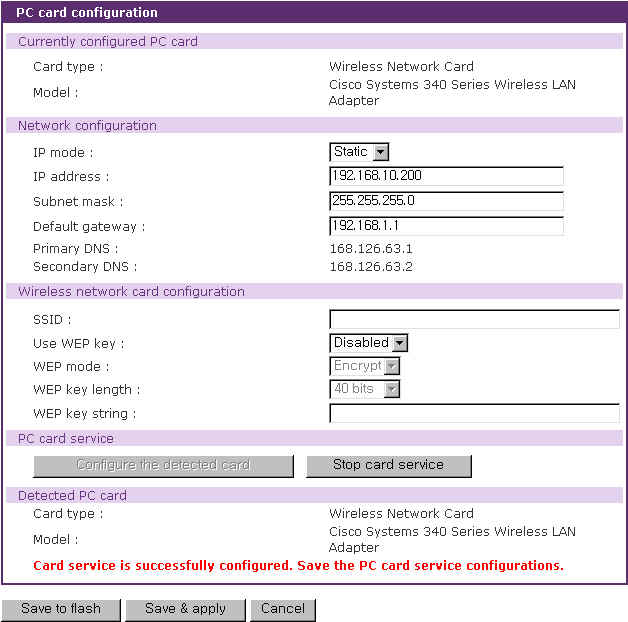 PC card configuration
Currently configured PC card
Card type : Wireless Network Card
Model : Cisco Systems 340 Series Wireless LAN
Adapter
Network configuration
IP mode : Static
IP address : 192.168.10.200
Subnet mask : 255.255.255.0
Default gateway : 192.168.1.1
Primary DNS : 168.126.63.1
Secondary DNS : 168.126.63.2
Wireless network card configuration
SSID :
Use WEP key : Disabled
WEP mode : Encrypt
WEP key length : 40 bits
WEP key string :
PC card service
Configure the detected card Stop card service
Detected PC card
Card type : Wireless Network Card
Model : Cisco Systems 340 Series Wireless LAN
Adapter
Card service is successfully configured. Save the PC card service configurations.
Save to flash Save & apply Cancel